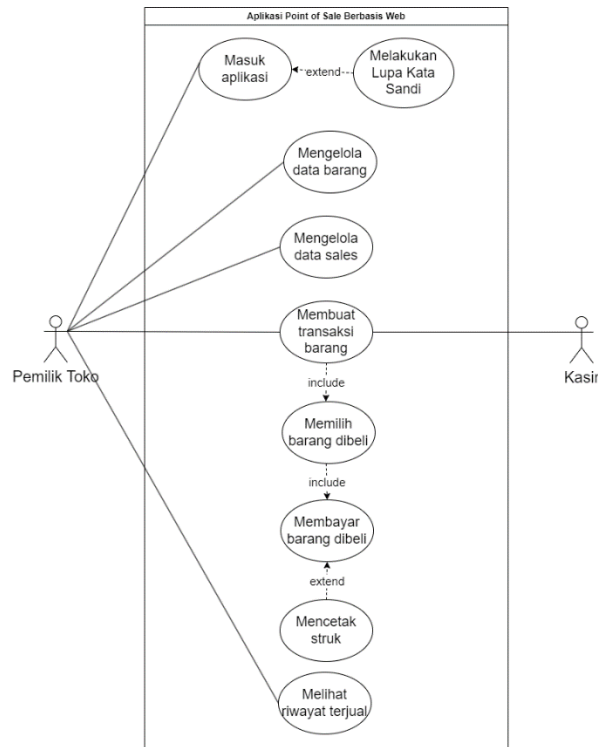 Aplikasi Point of Sale Berbasis Web
Masuk
aplikasi
extend
Melakukan
Lupa Kata
Sandi
Mengelola
data barang
Mengelola
data sales
Membuat
transaksi
barang
Pemilik Toko
Kasir
include
Memilih
barang dibeli
include
Membayar
barang dibeli
extend
Mencetak
struk
Melihat
riwayat terjual